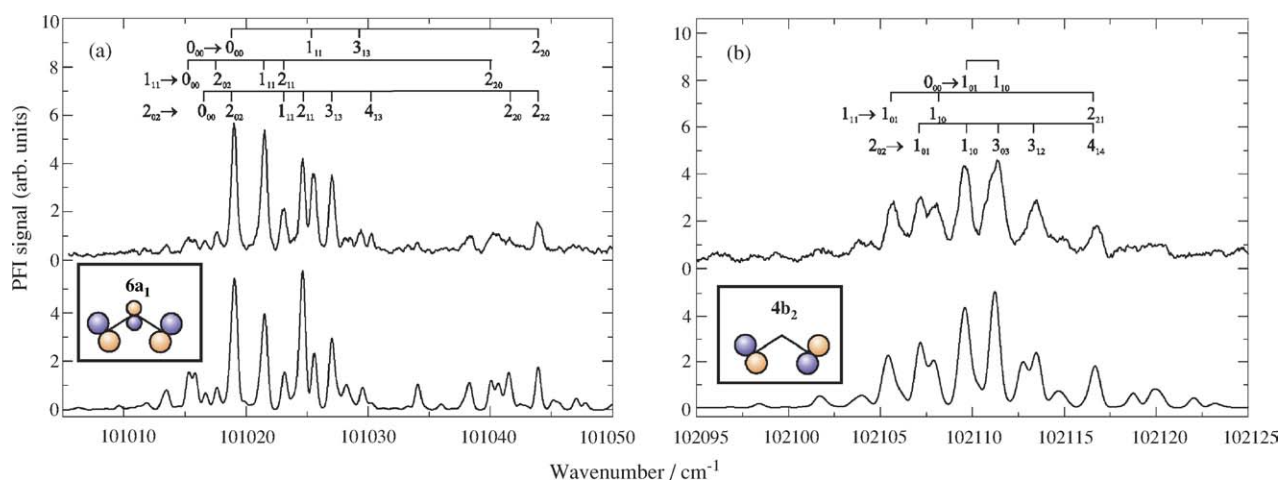 (a)
0₀₀→0₀₀ 1₁₁ 3₁₃ 2₂₀
1₁₁→0₀₀ 2₀₂ 1₁₁ 2₁₁ 2₂₀
2₀₂→ 0₀₀ 2₀₂ 1₁₁ 2₁₁ 3₁₃ 4₁₃ 2₂₀ 2₂₂
10
8
6
4
2
0
4
2
0
6a₁
101010 101020 101030 101040 101050
PFI signal (arb. units)
(b)
0₀₀→1₀₁ 1₁₀
1₁₁→1₀₁ 1₁₀ 2₂₁
2₀₂→ 1₀₁ 1₁₀ 3₀₃ 3₁₂ 4₁₄
10
8
6
4
2
0
4
2
0
4b₂
102095 102100 102105 102110 102115 102120 102125
Wavenumber / cm⁻¹